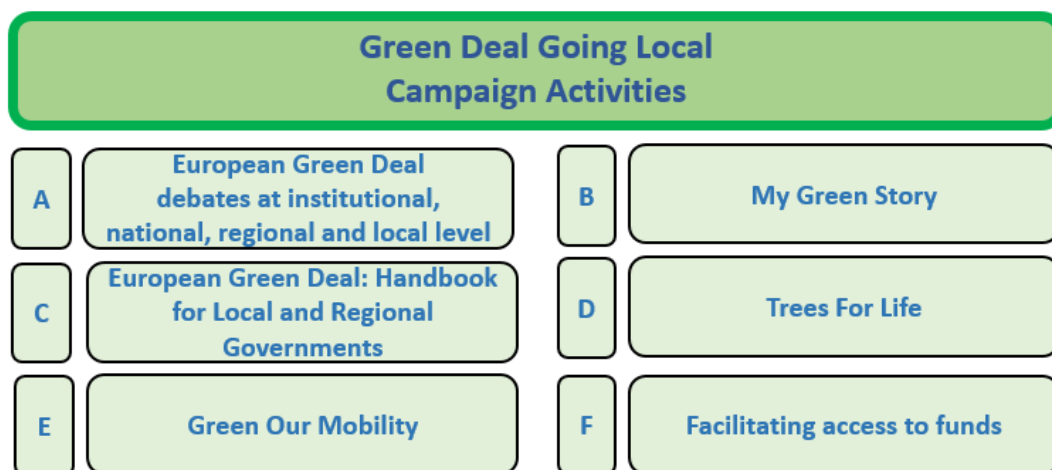 Green Deal Going Local
Campaign Activities
A
European Green Deal
debates at institutional,
national, regional and local level
B
My Green Story
C
European Green Deal: Handbook
for Local and Regional
Governments
D
Trees For Life
E
Green Our Mobility
F
Facilitating access to funds